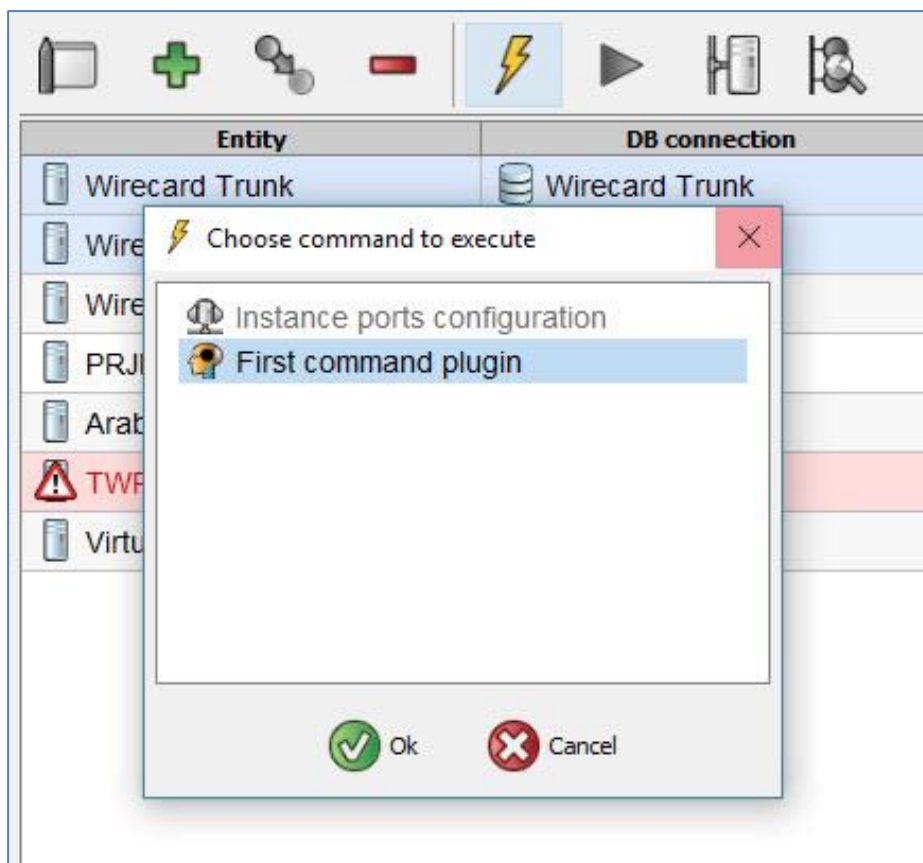 Entity DB connection
Wirecard Trunk Wirecard Trunk
Wire
Choose command to execute
Wire
Instance ports configuration
PRJ
First command plugin
Arab
TWF
Virtu
Ok Cancel